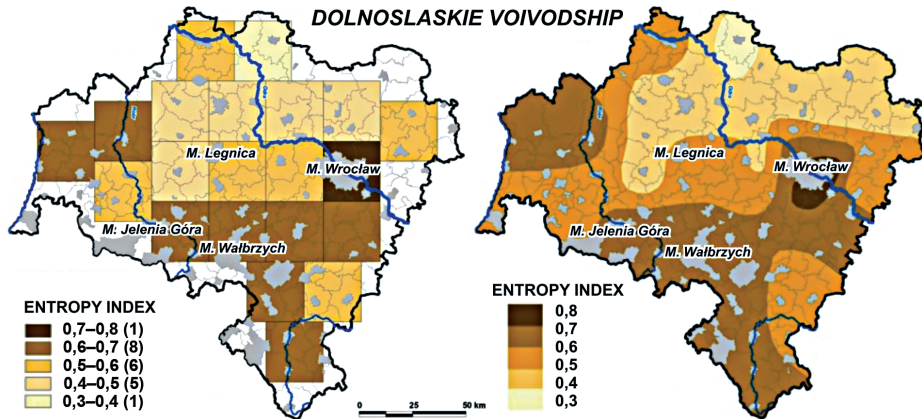 DOLNOSLASKIE VOIVODSHIP
M. Legnica
M. Wrocław
M. Jelenia Góra
M. Wałbrzych
ENTROPY INDEX
0,7–0,8 (1)
0,6–0,7 (8)
0,5–0,6 (6)
0,4–0,5 (5)
0,3–0,4 (1)
0 25 50 km
M. Legnica
M. Wrocław
M. Jelenia Góra
M. Wałbrzych
ENTROPY INDEX
0,8
0,7
0,6
0,5
0,4
0,3